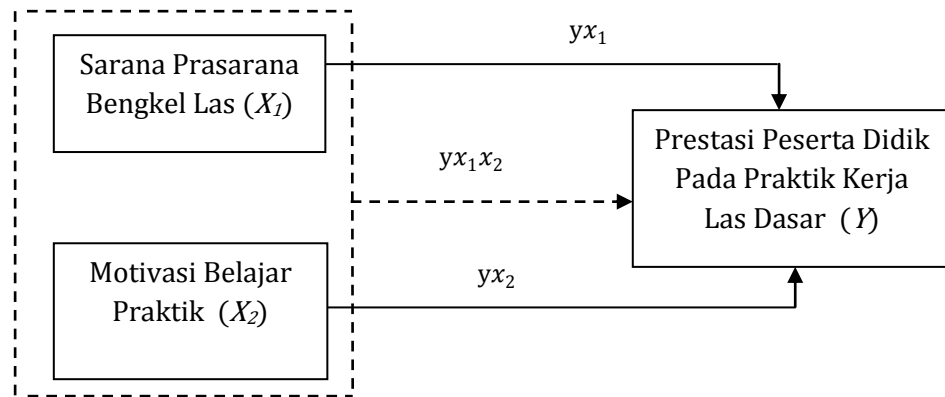 yx₁
Sarana Prasarana
Bengkel Las (X₁)
Prestasi Peserta Didik
Pada Praktik Kerja
Las Dasar (Y)
yx₁x₂
Motivasi Belajar
Praktik (X₂)
yx₂